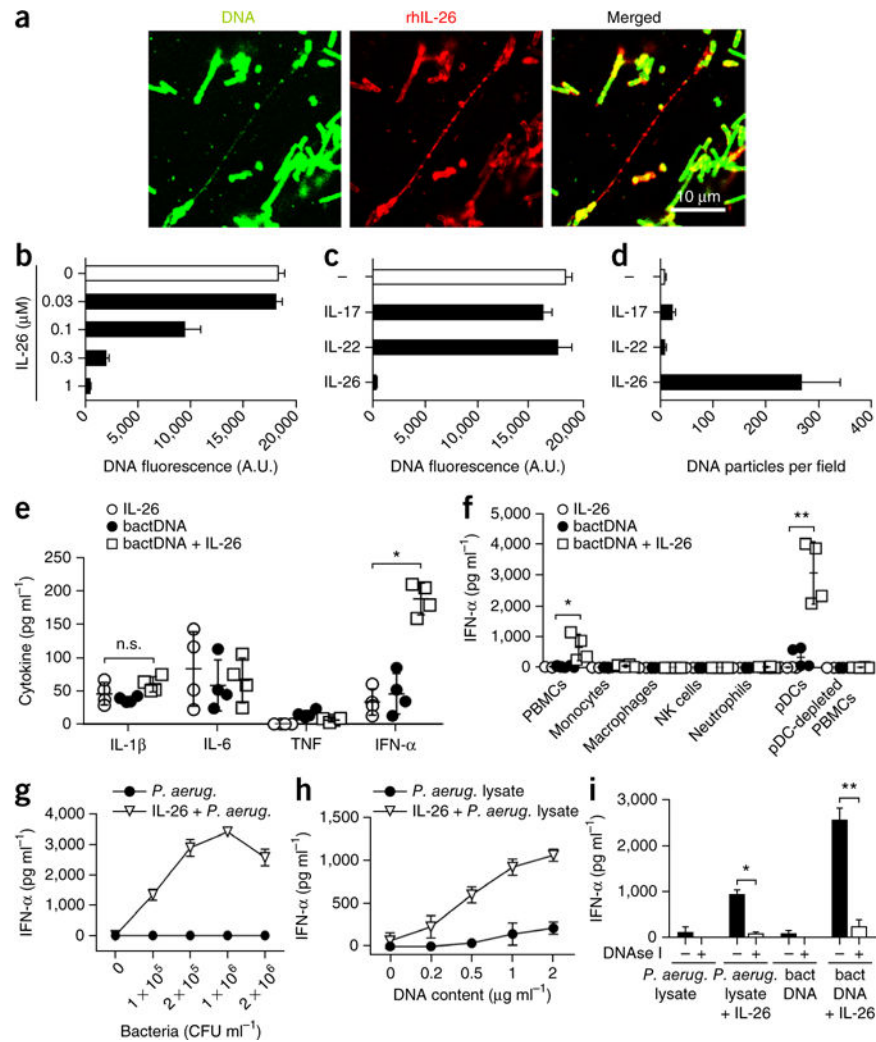 a
DNA
rhIL-26
Merged
10 μm
b
IL-26 (μM)
0
0.03
0.1
0.3
1
0
5,000
10,000
15,000
20,000
DNA fluorescence (A.U.)
c
–
IL-17
IL-22
IL-26
0
5,000
10,000
15,000
20,000
DNA fluorescence (A.U.)
d
–
IL-17
IL-22
IL-26
0
100
200
300
400
DNA particles per field
e
IL-26
bactDNA
bactDNA + IL-26
Cytokine (pg ml⁻¹)
250
200
150
100
50
0
n.s.
*
IL-1β
IL-6
TNF
IFN-α
f
IL-26
bactDNA
bactDNA + IL-26
IFN-α (pg ml⁻¹)
5,000
4,000
3,000
2,000
1,000
0
*
**
PBMCs
Monocytes
Macrophages
NK cells
Neutrophils
pDCs
pDC-depleted
PBMCs
g
P. aerug.
IL-26 + P. aerug.
IFN-α (pg ml⁻¹)
4,000
3,000
2,000
1,000
0
0
1 × 10⁵
2 × 10⁵
1 × 10⁶
2 × 10⁶
Bacteria (CFU ml⁻¹)
h
P. aerug. lysate
IL-26 + P. aerug. lysate
IFN-α (pg ml⁻¹)
1,500
1,000
500
0
0
0.2
0.5
1
2
DNA content (μg ml⁻¹)
i
IFN-α (pg ml⁻¹)
3,000
2,000
1,000
0
*
**
DNAse I
– + – + – + – +
P. aerug.
lysate
P. aerug.
lysate
+ IL-26
bact
DNA
bact
DNA
+ IL-26